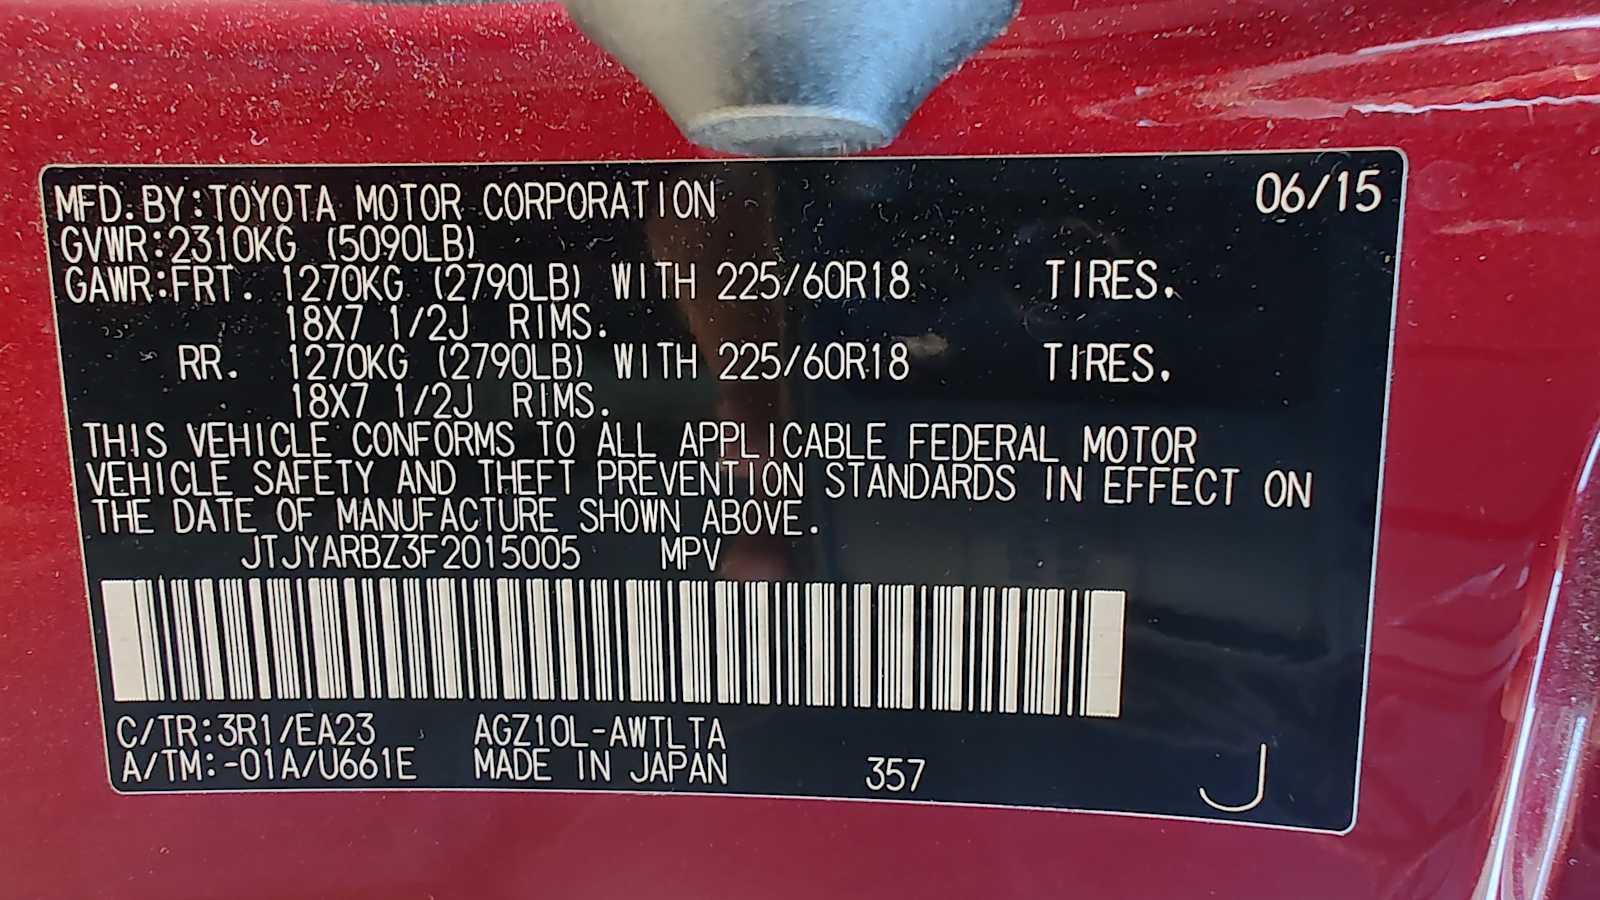 MFD. BY:TOYOTA MOTOR CORPORATION 06/15
GVWR:2310KG (5090LB)
GAWR:FRT. 1270KG (2790LB) WITH 225/60R18 TIRES.
18X7 1/2J RIMS.
RR. 1270KG (2790LB) WITH 225/60R18 TIRES.
18X7 1/2J RIMS.
THIS VEHICLE CONFORMS TO ALL APPLICABLE FEDERAL MOTOR
VEHICLE SAFETY AND THEFT PREVENTION STANDARDS IN EFFECT ON
THE DATE OF MANUFACTURE SHOWN ABOVE.
JTJYARBZ3F2015005 MPV
C/TR:3R1/EA23 AGZ10L-AWTLTA
A/TM:-01A/U661E MADE IN JAPAN 357 J